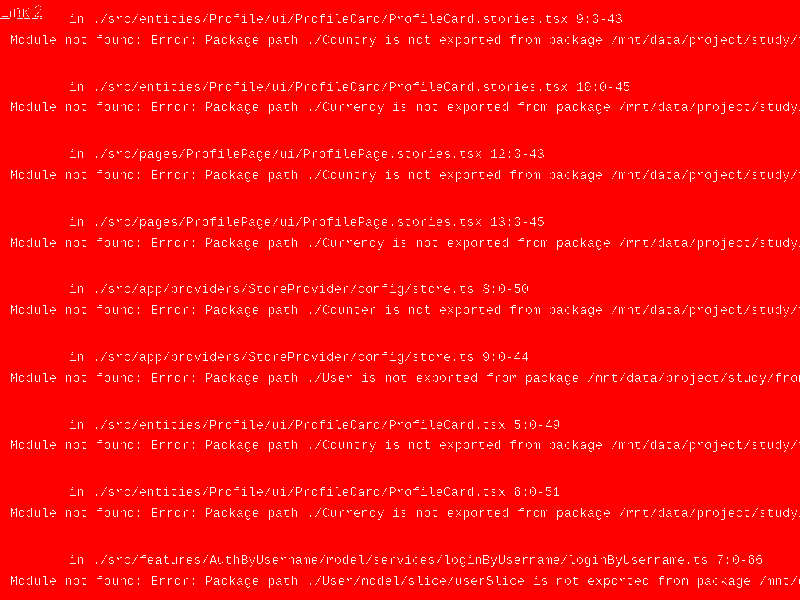 in ./src/entities/Profile/ui/ProfileCard/ProfileCard.stories.tsx 9:0-43
Module not found: Error: Package path ./Country is not exported from package /mnt/data/project/study/
in ./src/entities/Profile/ui/ProfileCard/ProfileCard.stories.tsx 10:0-45
Module not found: Error: Package path ./Currency is not exported from package /mnt/data/project/study
in ./src/pages/ProfilePage/ui/ProfilePage.stories.tsx 12:0-43
Module not found: Error: Package path ./Country is not exported from package /mnt/data/project/study/
in ./src/pages/ProfilePage/ui/ProfilePage.stories.tsx 13:0-45
Module not found: Error: Package path ./Currency is not exported from package /mnt/data/project/study
in ./src/app/providers/StoreProvider/config/store.ts 8:0-50
Module not found: Error: Package path ./Counter is not exported from package /mnt/data/project/study/
in ./src/app/providers/StoreProvider/config/store.ts 9:0-44
Module not found: Error: Package path ./User is not exported from package /mnt/data/project/study/fro
in ./src/entities/Profile/ui/ProfileCard/ProfileCard.tsx 5:0-49
Module not found: Error: Package path ./Country is not exported from package /mnt/data/project/study/
in ./src/entities/Profile/ui/ProfileCard/ProfileCard.tsx 6:0-51
Module not found: Error: Package path ./Currency is not exported from package /mnt/data/project/study
in ./src/features/AuthByUsername/model/services/loginByUsername/loginByUsername.ts 7:0-66
Module not found: Error: Package path ./User/model/slice/userSlice is not exported from package /mnt/